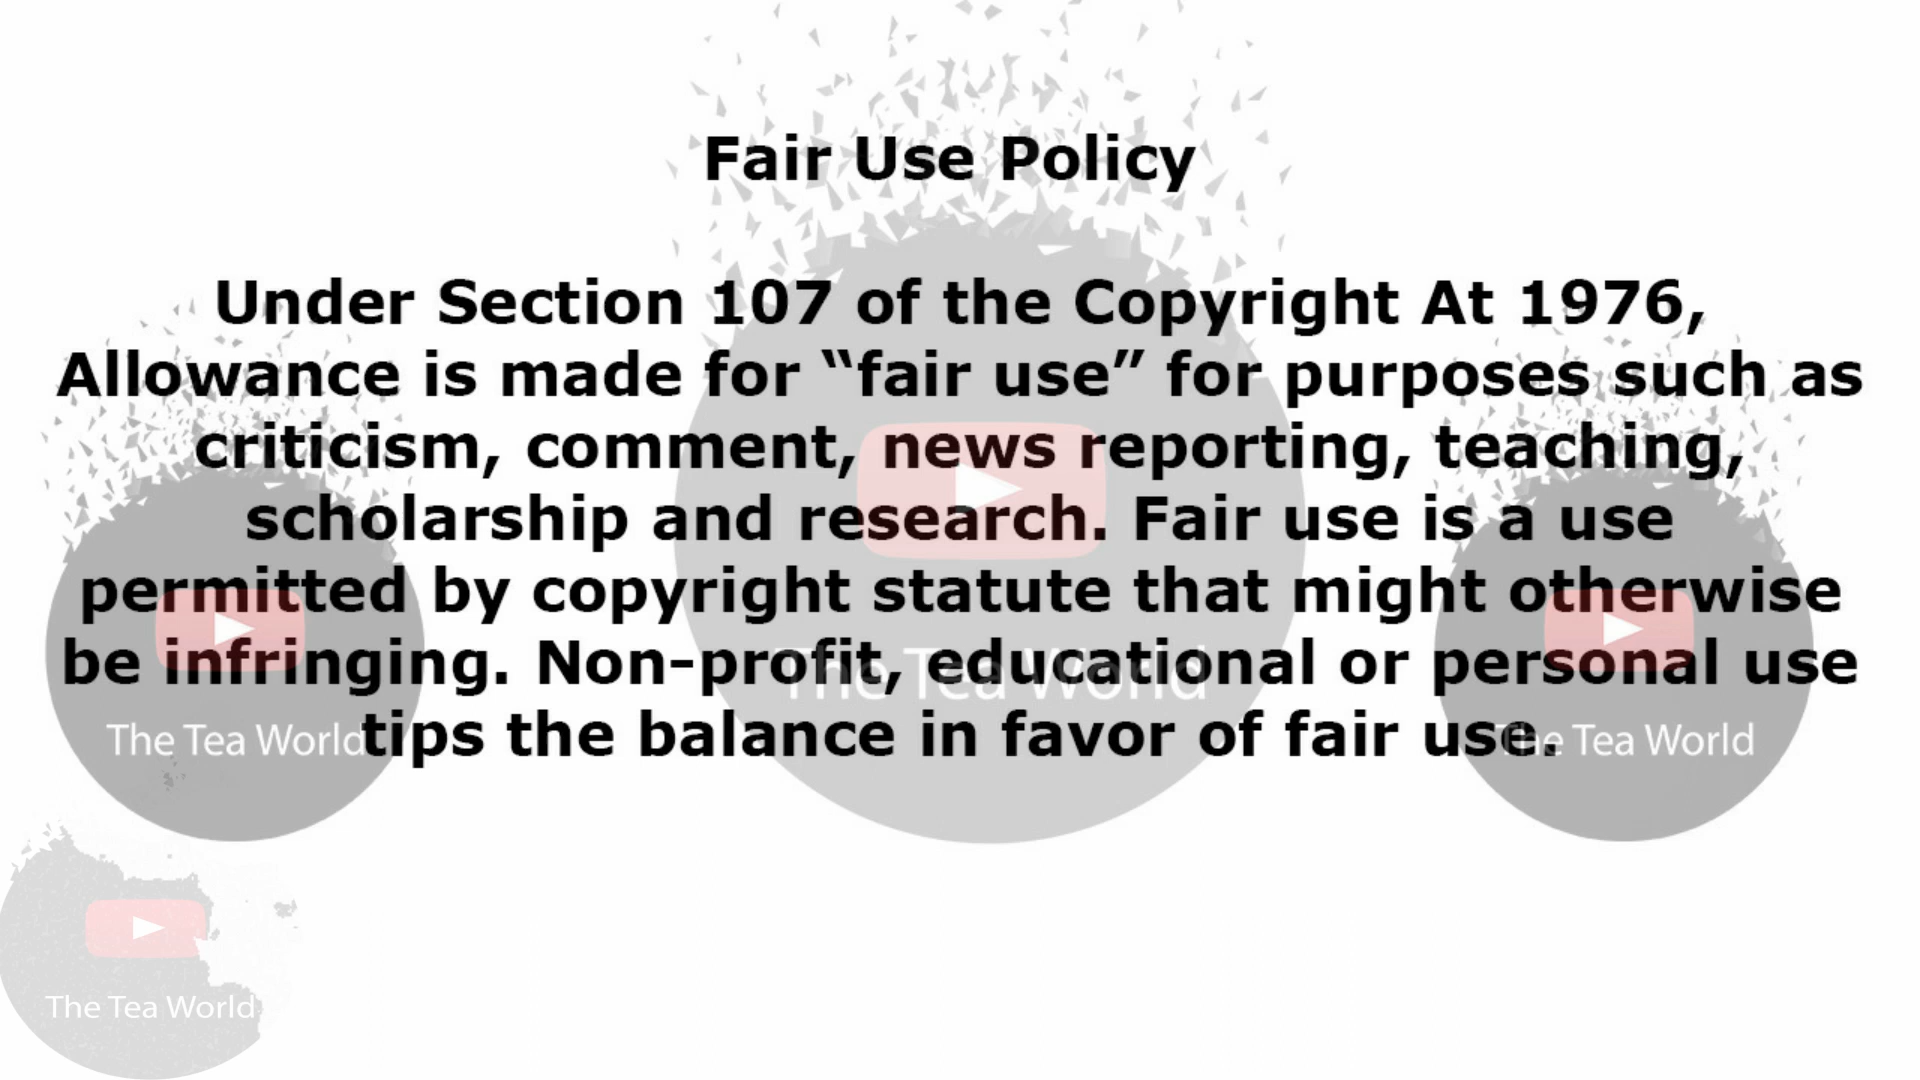 Fair Use Policy
Under Section 107 of the Copyright At 1976,
Allowance is made for “fair use” for purposes such as
criticism, comment, news reporting, teaching,
scholarship and research. Fair use is a use
permitted by copyright statute that might otherwise
be infringing. Non-profit, educational or personal use
tips the balance in favor of fair use.
The Tea World
The Tea World
The Tea World
The Tea World